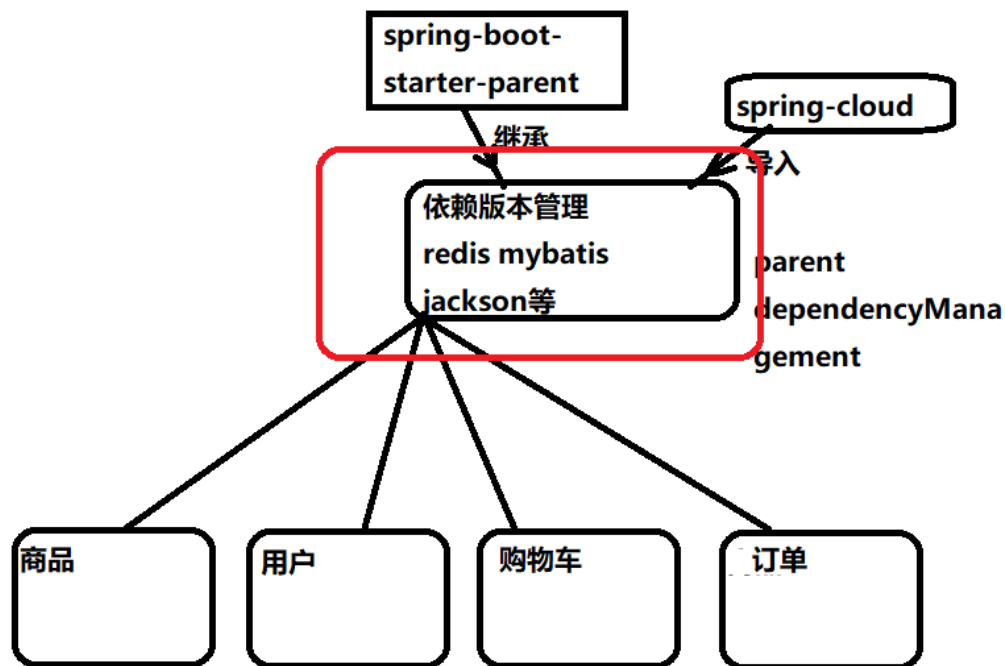 spring-boot-
starter-parent
spring-cloud
继承
导入
依赖版本管理
redis mybatis
jackson等
parent
dependencyMana
gement
商品
用户
购物车
订单